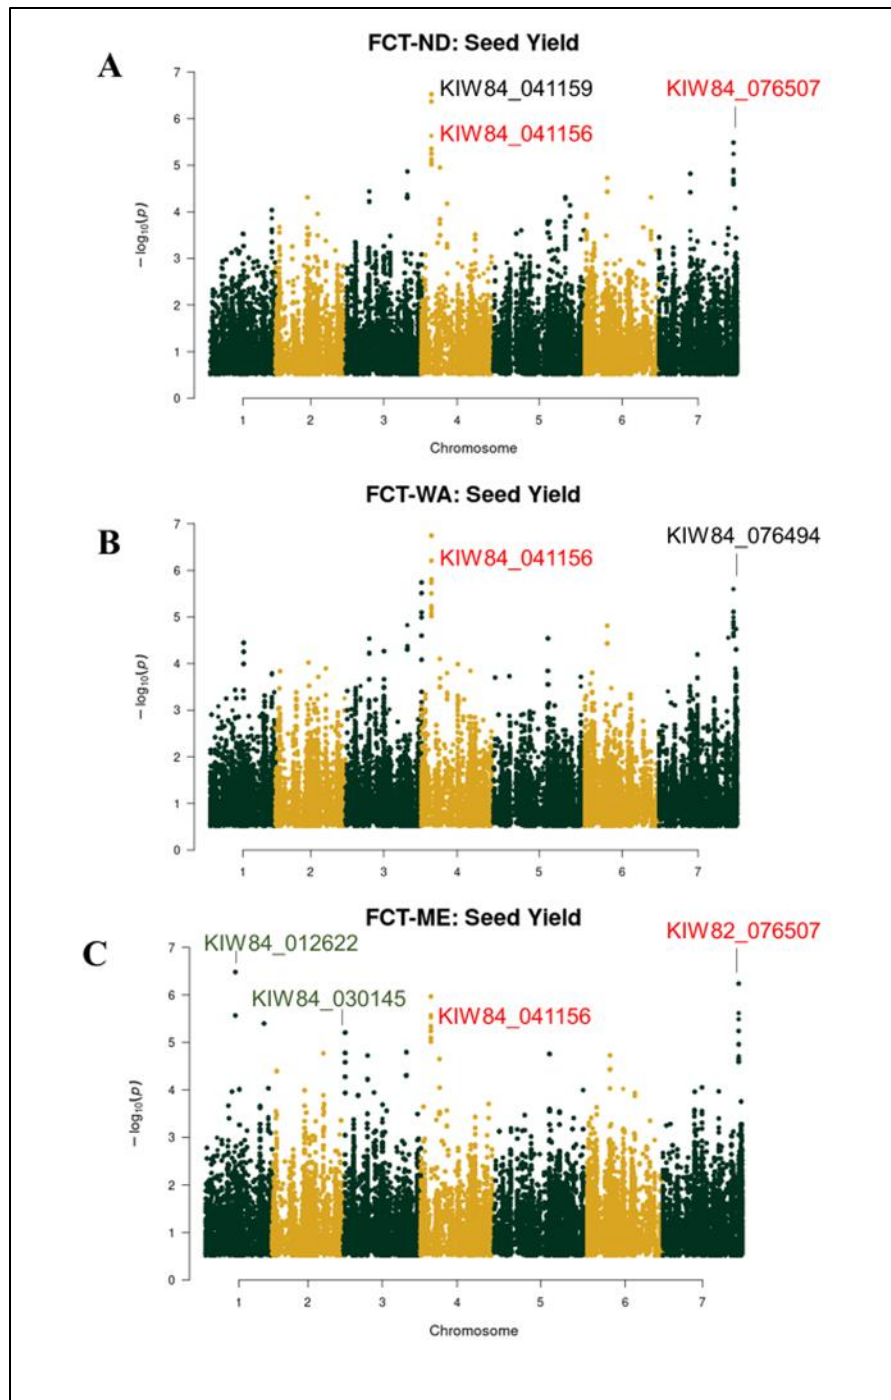 A
FCT-ND: Seed Yield
KIW84_041159
KIW84_076507
KIW84_041156
7
6
5
4
3
2
1
0
− log10(p)
1 2 3 4 5 6 7
Chromosome
B
FCT-WA: Seed Yield
KIW84_076494
KIW84_041156
7
6
5
4
3
2
1
0
− log10(p)
1 2 3 4 5 6 7
C
FCT-ME: Seed Yield
KIW84_012622
KIW82_076507
KIW84_030145
KIW84_041156
7
6
5
4
3
2
1
0
− log10(p)
1 2 3 4 5 6 7
Chromosome